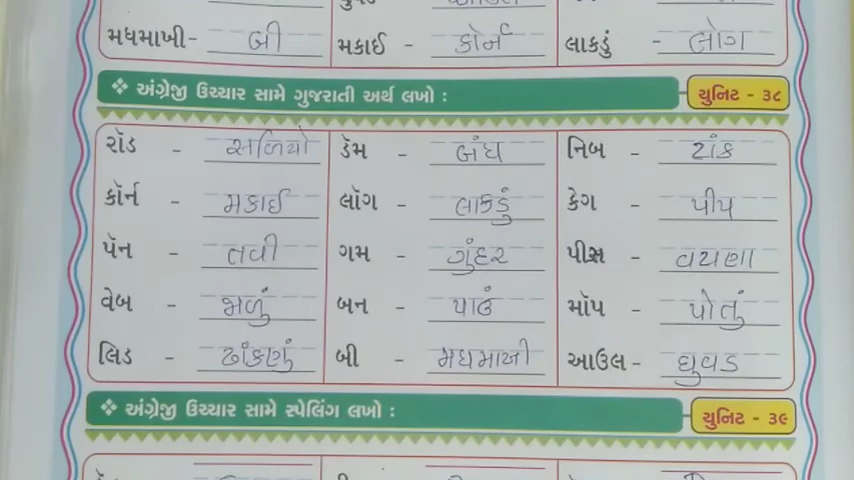 મધમાખી- બી મકાઈ - કૉર્ન લાકડું - લોગ
❖ અંગ્રેજી ઉચ્ચાર સામે ગુજરાતી અર્થ લખો : યુનિટ - ૩૮
રૉડ - સળિયો ડૅમ - બંધ નિબ - ટાંક
કૉર્ન - મકાઈ લૉગ - લાકડું કેગ - પીપ
પૅન - તવી ગમ - ગુંદર પીસ - વટાણા
વેબ - જાળું બન - પાઉં મૉપ - પોતું
લિડ - ઢાંકણું બી - મધમાખી આઉલ - ઘુવડ
❖ અંગ્રેજી ઉચ્ચાર સામે સ્પેલિંગ લખો : યુનિટ - ૩૯